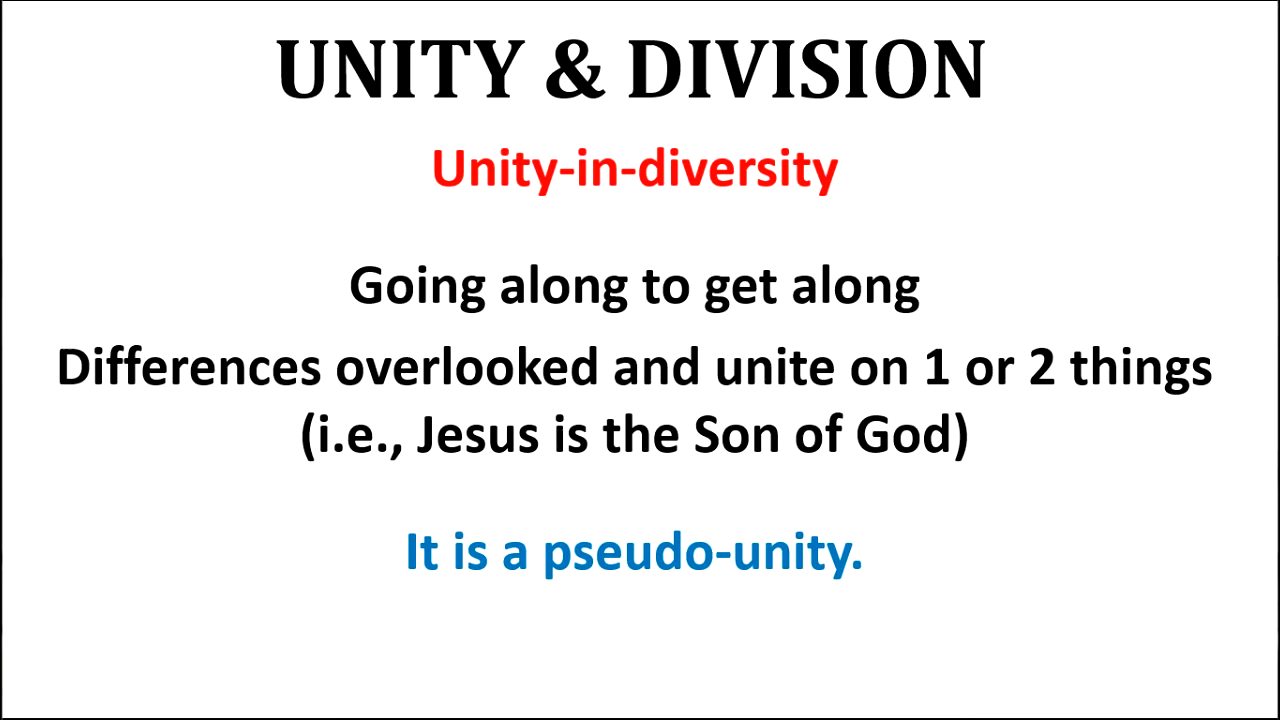 UNITY & DIVISION
Unity-in-diversity
Going along to get along
Differences overlooked and unite on 1 or 2 things
(i.e., Jesus is the Son of God)
It is a pseudo-unity.